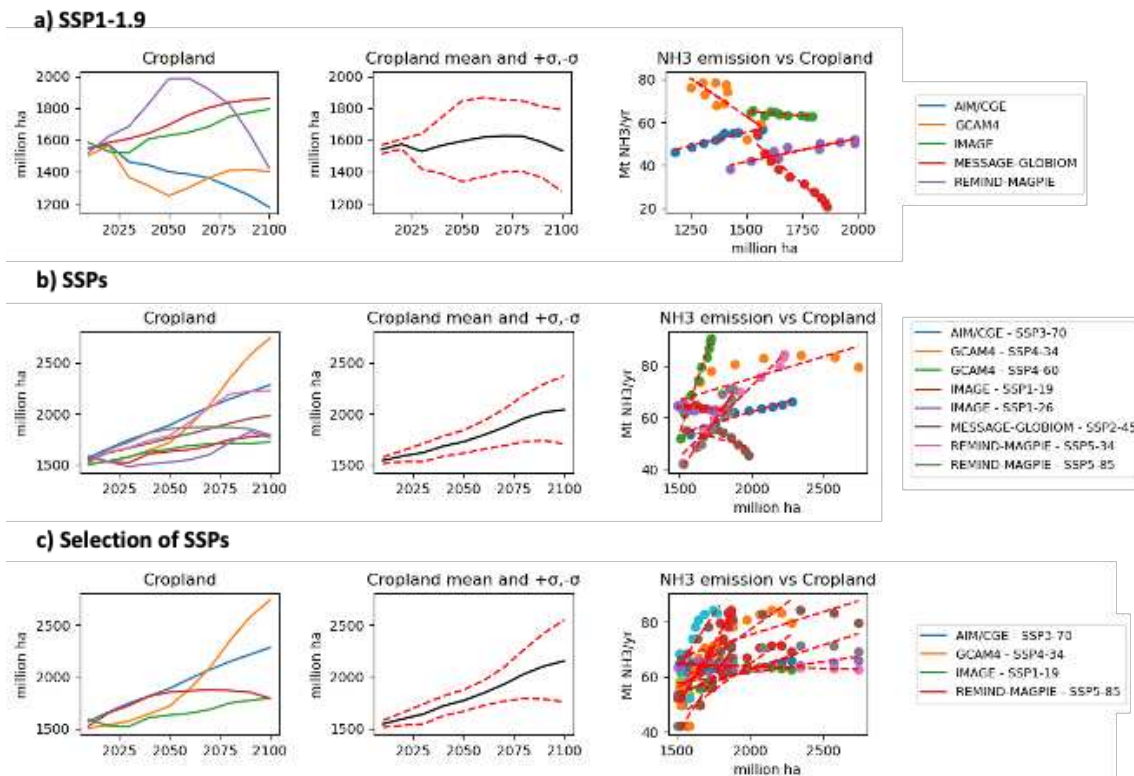 a) SSP1-1.9
Cropland
Cropland mean and +σ,-σ
NH3 emission vs Cropland
million ha
2000
1800
1600
1400
1200
2025 2050 2075 2100
million ha
2000
1800
1600
1400
1200
2025 2050 2075 2100
Mt NH3/yr
80
60
40
20
1250 1500 1750 2000
million ha
AIM/CGE
GCAM4
IMAGE
MESSAGE-GLOBIOM
REMIND-MAGPIE
b) SSPs
Cropland
Cropland mean and +σ,-σ
NH3 emission vs Cropland
million ha
2500
2000
1500
2025 2050 2075 2100
million ha
2500
2000
1500
2025 2050 2075 2100
Mt NH3/yr
80
60
40
1500 2000 2500
million ha
AIM/CGE - SSP3-70
GCAM4 - SSP4-34
GCAM4 - SSP4-60
IMAGE - SSP1-19
IMAGE - SSP1-26
MESSAGE-GLOBIOM - SSP2-45
REMIND-MAGPIE - SSP5-34
REMIND-MAGPIE - SSP5-85
c) Selection of SSPs
Cropland
Cropland mean and +σ,-σ
NH3 emission vs Cropland
million ha
2500
2000
1500
2025 2050 2075 2100
million ha
2500
2000
1500
2025 2050 2075 2100
Mt NH3/yr
80
60
40
1500 2000 2500
million ha
AIM/CGE - SSP3-70
GCAM4 - SSP4-34
IMAGE - SSP1-19
REMIND-MAGPIE - SSP5-85